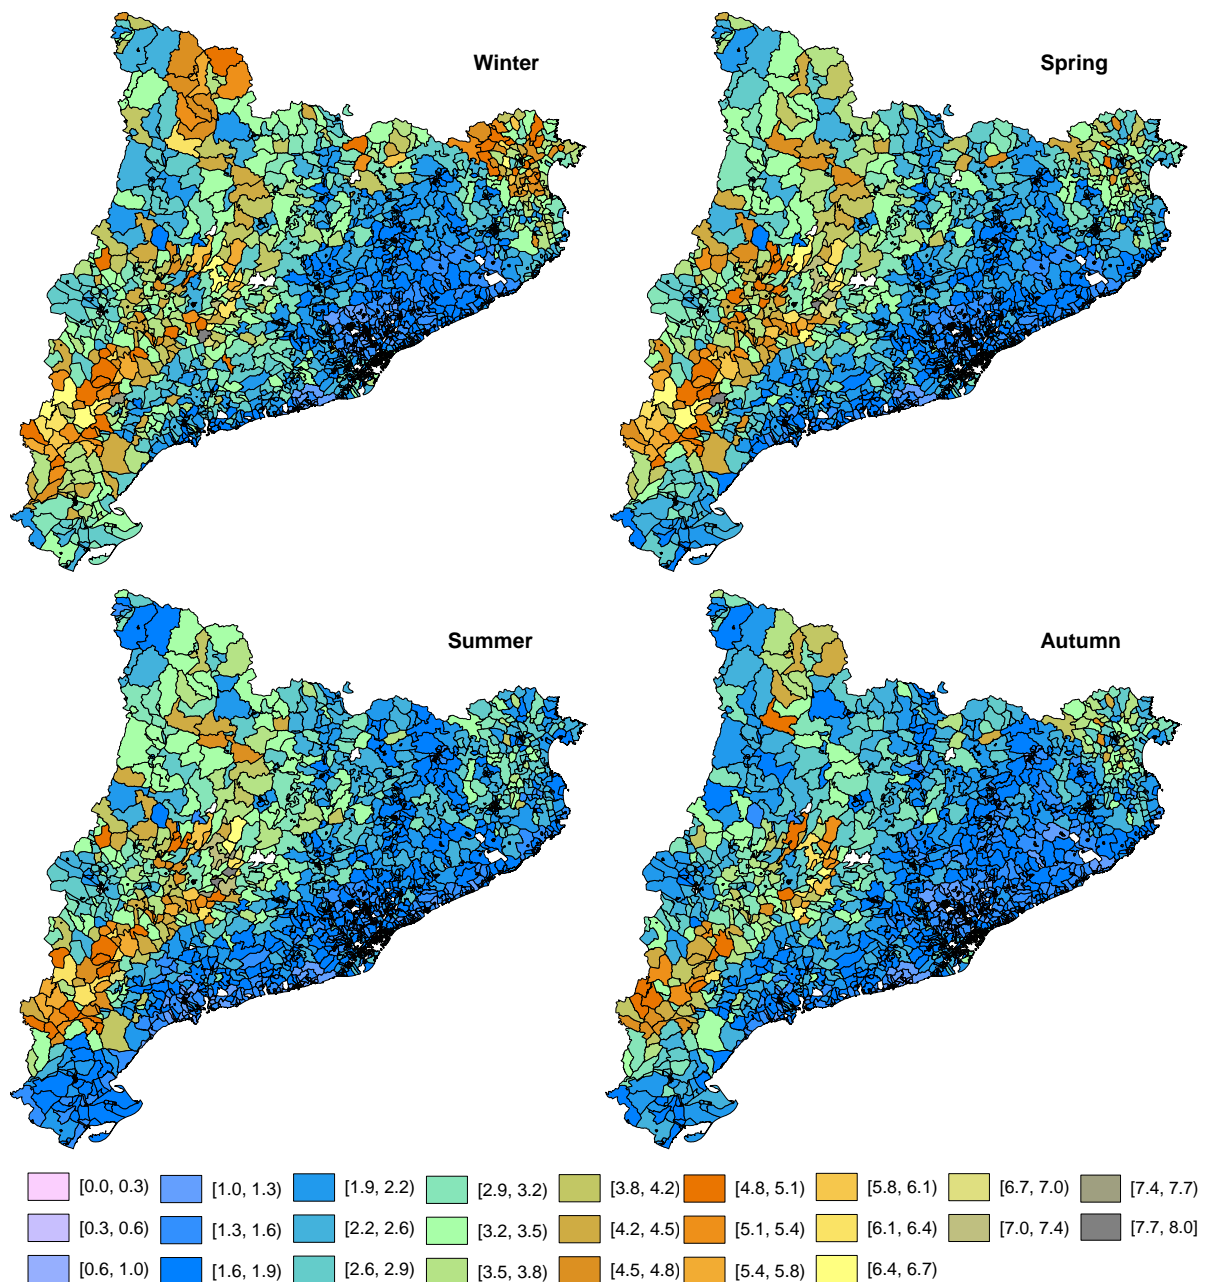 Winter
Spring
Summer
Autumn
[0.0, 0.3) [1.0, 1.3) [1.9, 2.2) [2.9, 3.2) [3.8, 4.2) [4.8, 5.1) [5.8, 6.1) [6.7, 7.0) [7.4, 7.7)
[0.3, 0.6) [1.3, 1.6) [2.2, 2.6) [3.2, 3.5) [4.2, 4.5) [5.1, 5.4) [6.1, 6.4) [7.0, 7.4) [7.7, 8.0]
[0.6, 1.0) [1.6, 1.9) [2.6, 2.9) [3.5, 3.8) [4.5, 4.8) [5.4, 5.8) [6.4, 6.7)